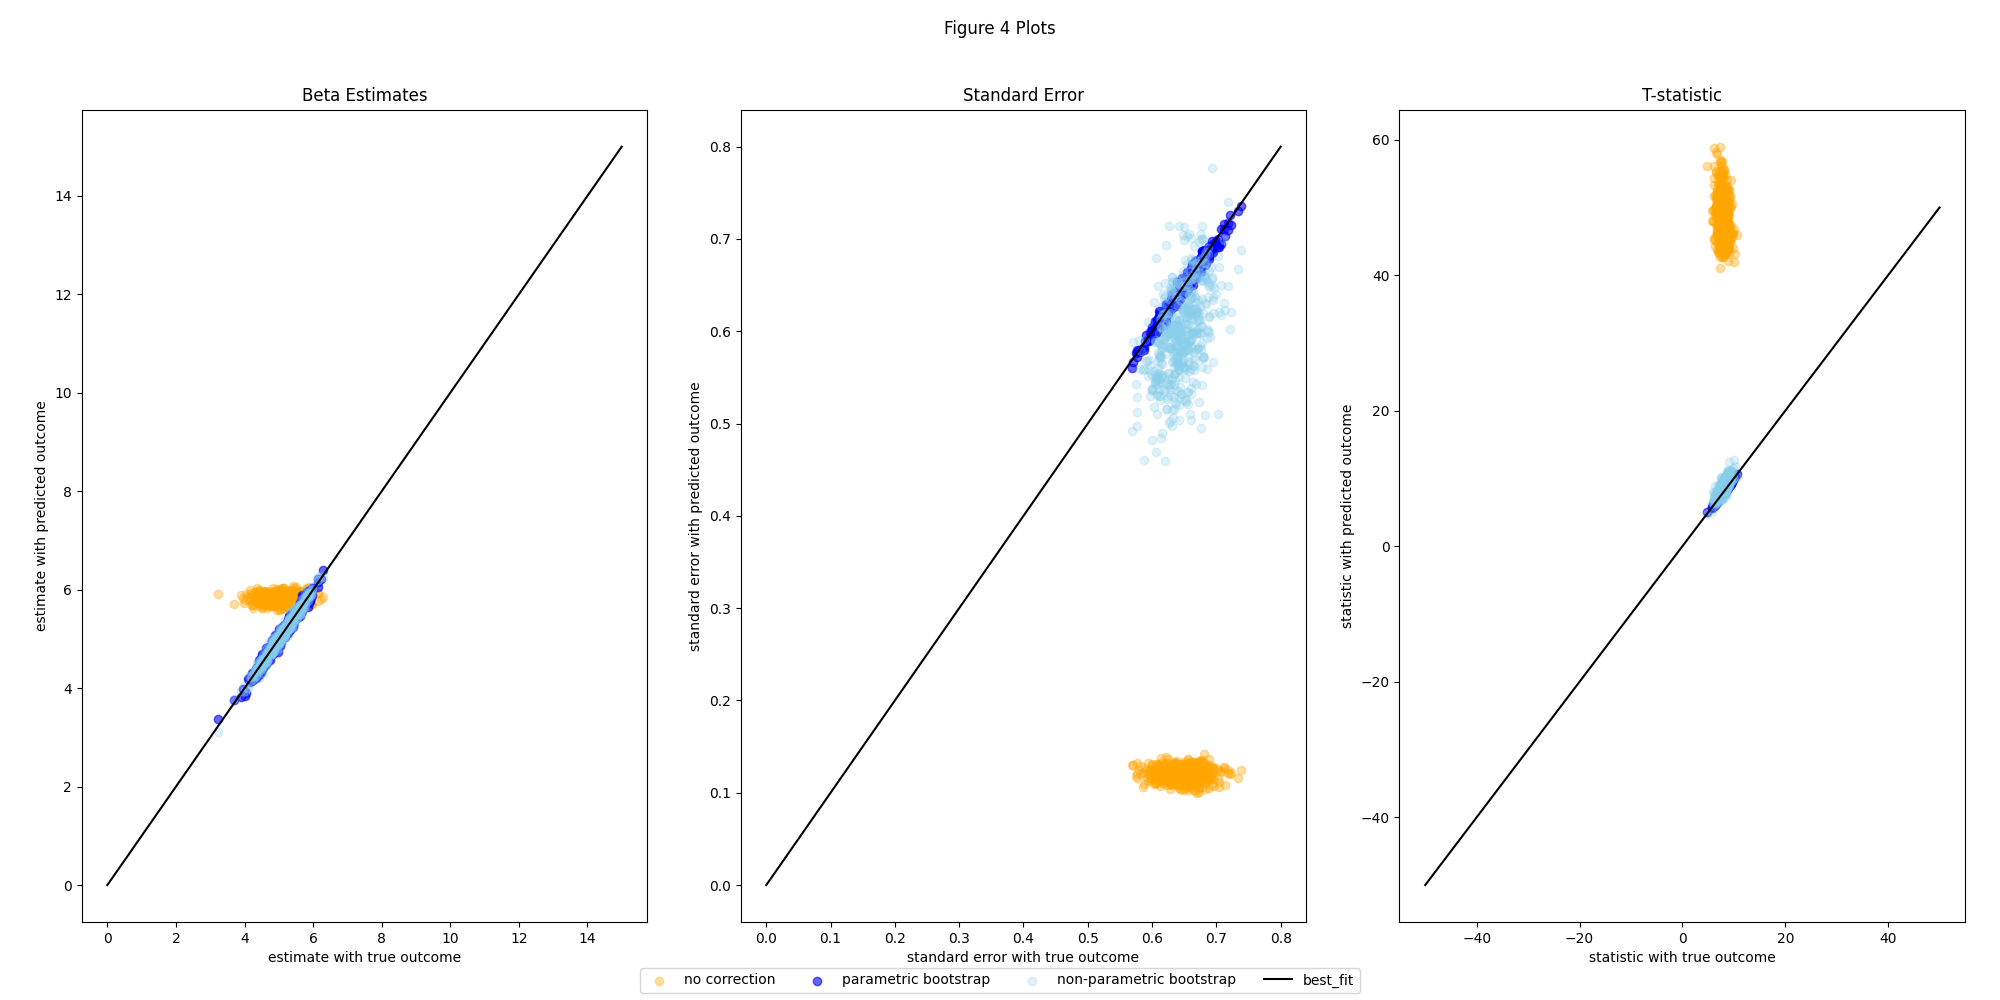 Figure 4 Plots
Beta Estimates
estimate with predicted outcome
14
12
10
8
6
4
2
0
0 2 4 6 8 10 12 14
estimate with true outcome
Standard Error
standard error with predicted outcome
0.8
0.7
0.6
0.5
0.4
0.3
0.2
0.1
0.0
0.0 0.1 0.2 0.3 0.4 0.5 0.6 0.7 0.8
standard error with true outcome
T-statistic
statistic with predicted outcome
60
40
20
0
−20
−40
−40 −20 0 20 40
statistic with true outcome
no correction parametric bootstrap non-parametric bootstrap best_fit